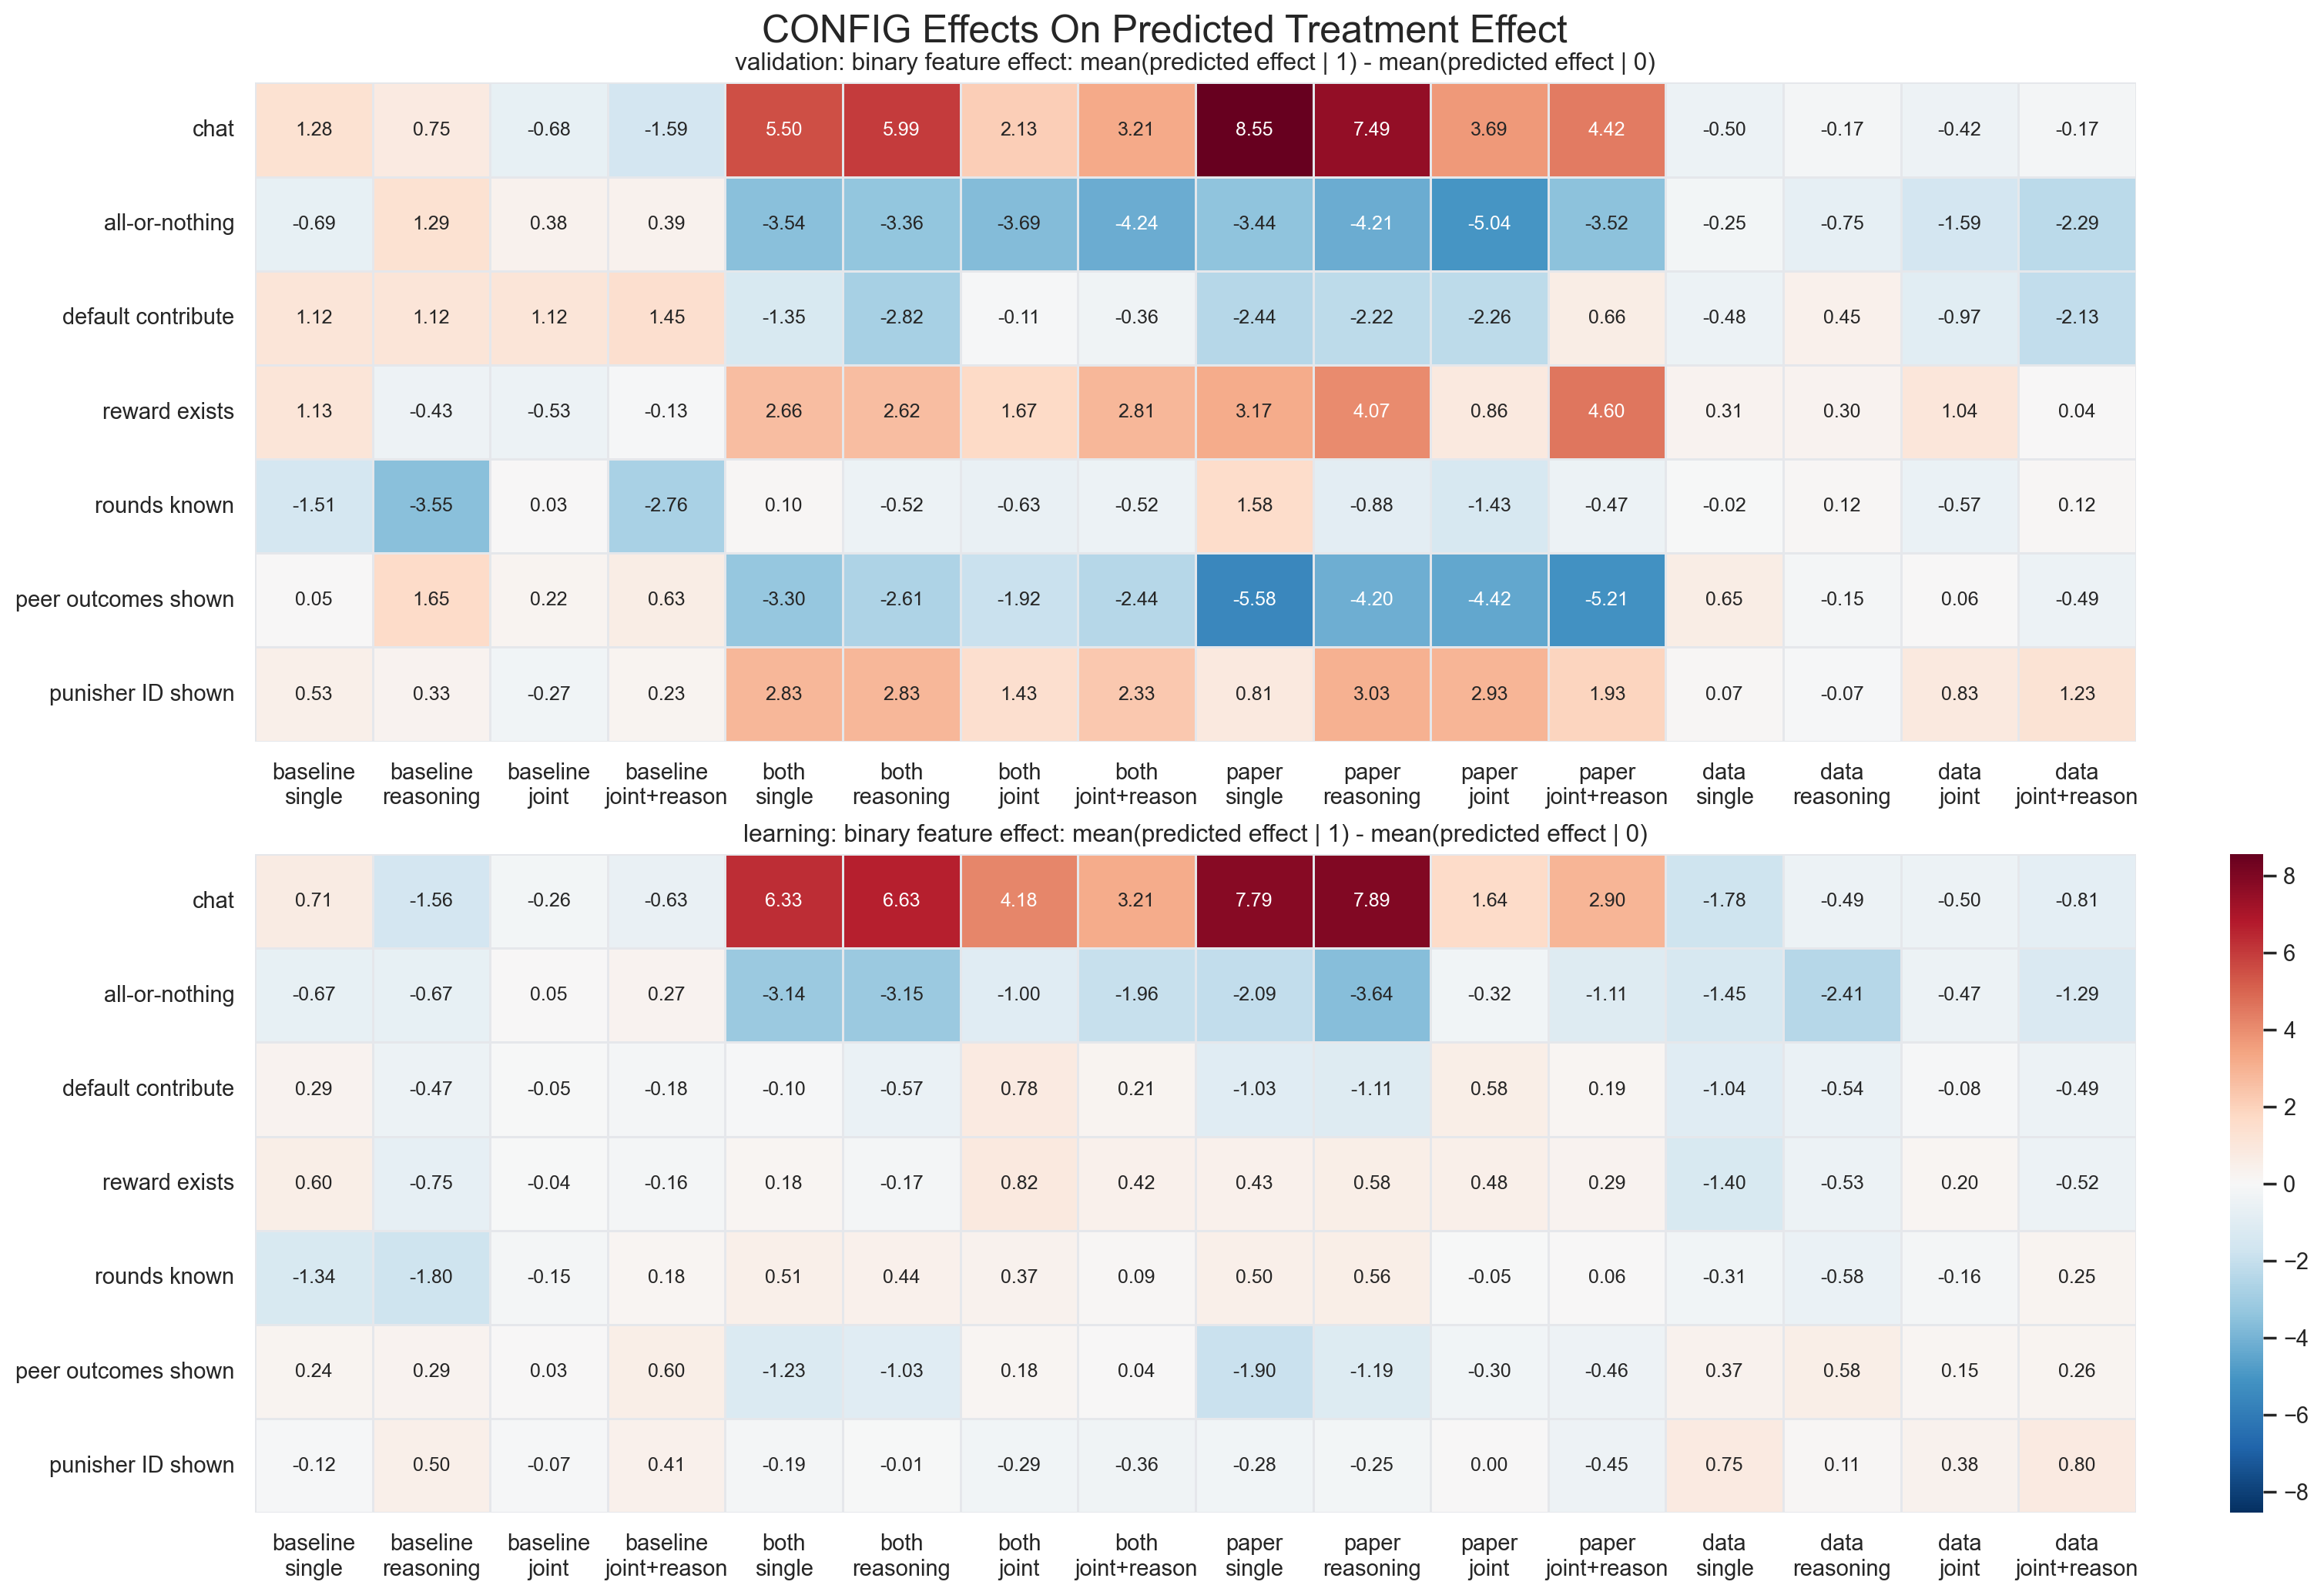 CONFIG Effects On Predicted Treatment Effect
validation: binary feature effect: mean(predicted effect | 1) - mean(predicted effect | 0)
chat 1.28 0.75 -0.68 -1.59 5.50 5.99 2.13 3.21 8.55 7.49 3.69 4.42 -0.50 -0.17 -0.42 -0.17
all-or-nothing -0.69 1.29 0.38 0.39 -3.54 -3.36 -3.69 -4.24 -3.44 -4.21 -5.04 -3.52 -0.25 -0.75 -1.59 -2.29
default contribute 1.12 1.12 1.12 1.45 -1.35 -2.82 -0.11 -0.36 -2.44 -2.22 -2.26 0.66 -0.48 0.45 -0.97 -2.13
reward exists 1.13 -0.43 -0.53 -0.13 2.66 2.62 1.67 2.81 3.17 4.07 0.86 4.60 0.31 0.30 1.04 0.04
rounds known -1.51 -3.55 0.03 -2.76 0.10 -0.52 -0.63 -0.52 1.58 -0.88 -1.43 -0.47 -0.02 0.12 -0.57 0.12
peer outcomes shown 0.05 1.65 0.22 0.63 -3.30 -2.61 -1.92 -2.44 -5.58 -4.20 -4.42 -5.21 0.65 -0.15 0.06 -0.49
punisher ID shown 0.53 0.33 -0.27 0.23 2.83 2.83 1.43 2.33 0.81 3.03 2.93 1.93 0.07 -0.07 0.83 1.23
baseline baseline baseline baseline both both both both paper paper paper paper data data data data
single reasoning joint joint+reason single reasoning joint joint+reason single reasoning joint joint+reason single reasoning joint joint+reason
learning: binary feature effect: mean(predicted effect | 1) - mean(predicted effect | 0)
chat 0.71 -1.56 -0.26 -0.63 6.33 6.63 4.18 3.21 7.79 7.89 1.64 2.90 -1.78 -0.49 -0.50 -0.81
all-or-nothing -0.67 -0.67 0.05 0.27 -3.14 -3.15 -1.00 -1.96 -2.09 -3.64 -0.32 -1.11 -1.45 -2.41 -0.47 -1.29
default contribute 0.29 -0.47 -0.05 -0.18 -0.10 -0.57 0.78 0.21 -1.03 -1.11 0.58 0.19 -1.04 -0.54 -0.08 -0.49
reward exists 0.60 -0.75 -0.04 -0.16 0.18 -0.17 0.82 0.42 0.43 0.58 0.48 0.29 -1.40 -0.53 0.20 -0.52
rounds known -1.34 -1.80 -0.15 0.18 0.51 0.44 0.37 0.09 0.50 0.56 -0.05 0.06 -0.31 -0.58 -0.16 0.25
peer outcomes shown 0.24 0.29 0.03 0.60 -1.23 -1.03 0.18 0.04 -1.90 -1.19 -0.30 -0.46 0.37 0.58 0.15 0.26
punisher ID shown -0.12 0.50 -0.07 0.41 -0.19 -0.01 -0.29 -0.36 -0.28 -0.25 0.00 -0.45 0.75 0.11 0.38 0.80
baseline baseline baseline baseline both both both both paper paper paper paper data data data data
single reasoning joint joint+reason single reasoning joint joint+reason single reasoning joint joint+reason single reasoning joint joint+reason
8
6
4
2
0
−2
−4
−6
−8